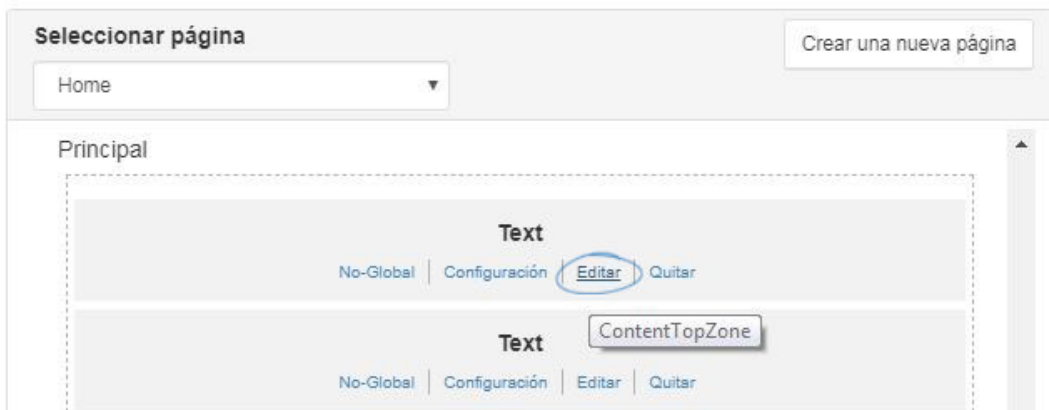 Seleccionar página
Crear una nueva página
Home
Principal
Text
No-Global Configuración Editar Quitar
ContentTopZone
Text
No-Global Configuración Editar Quitar